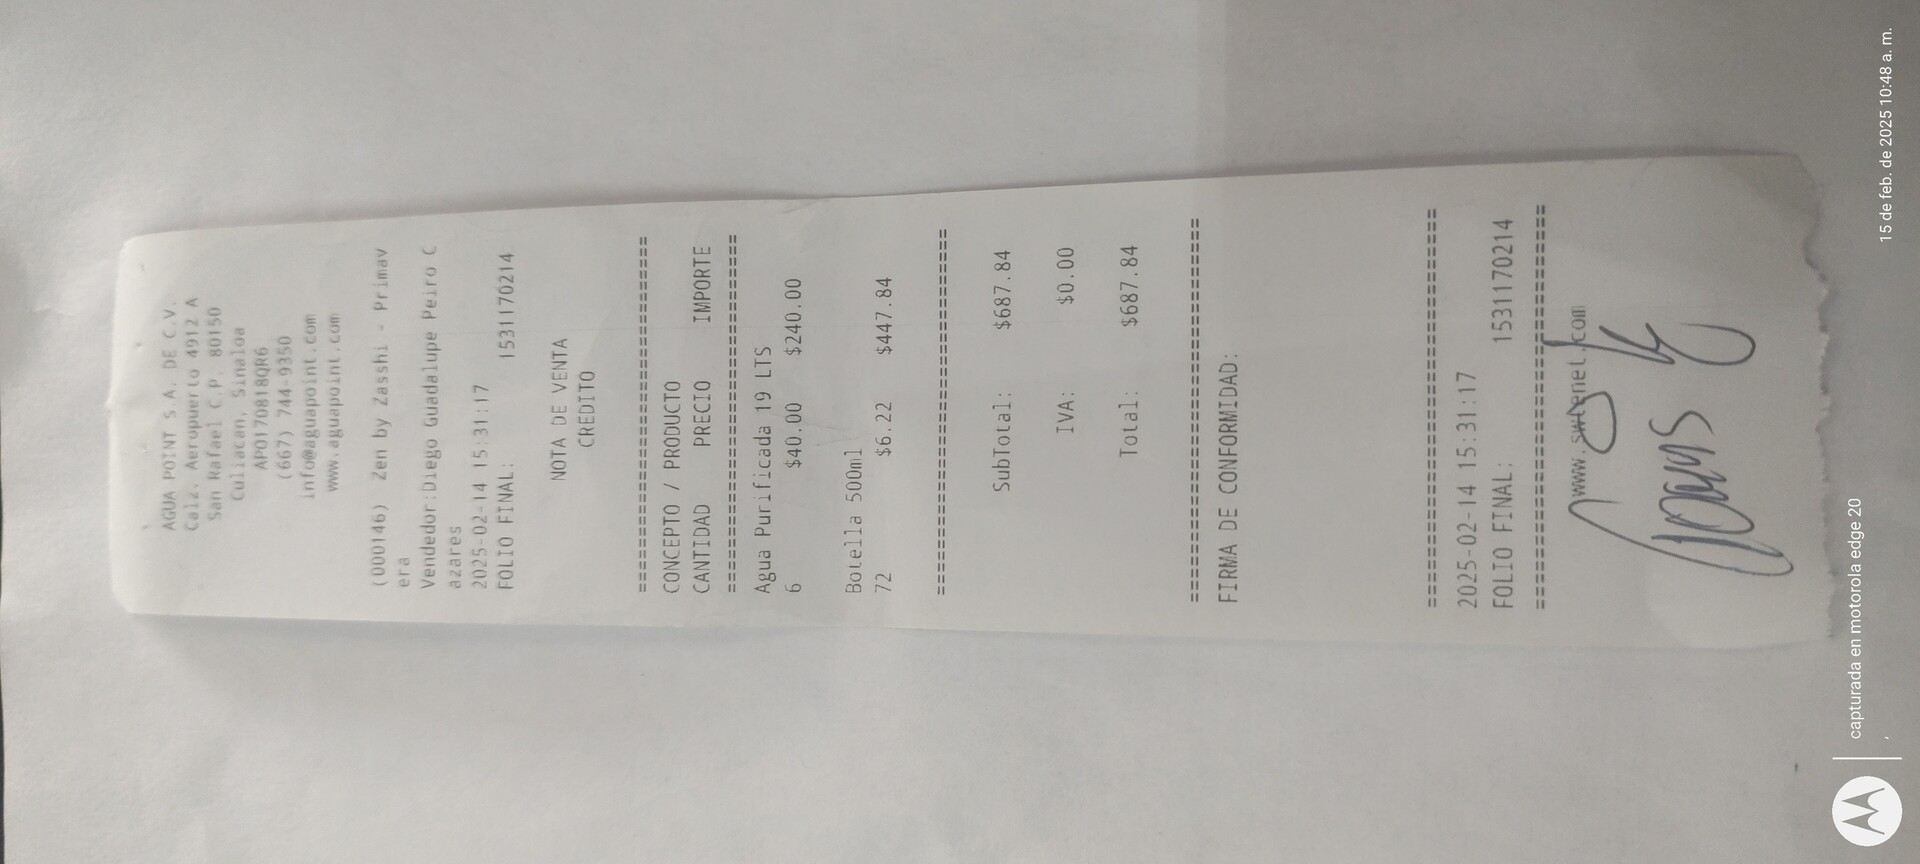 AGUA POINT S.A. DE C.V.
Calz. Aeropuerto 4912 A
San Rafael C.P. 80150
Culiacan, Sinaloa
APO170818QR6
(667) 744-9350
info@aguapoint.com
www.aguapoint.com
(000146) Zen by Zasshi - Primav
era
Vendedor:Diego Guadalupe Peiro C
azares
2025-02-14 15:31:17
FOLIO FINAL: 1531170214
NOTA DE VENTA
CREDITO
================================
CONCEPTO / PRODUCTO
CANTIDAD PRECIO IMPORTE
================================
Agua Purificada 19 LTS
6 $40.00 $240.00
Botella 500ml
72 $6.22 $447.84
================================
SubTotal: $687.84
IVA: $0.00
Total: $687.84
================================
FIRMA DE CONFORMIDAD:
================================
2025-02-14 15:31:17
FOLIO FINAL: 1531170214
================================
www.switenel.com
capturada en motorola edge 20
15 de feb. de 2025 10:48 a. m.